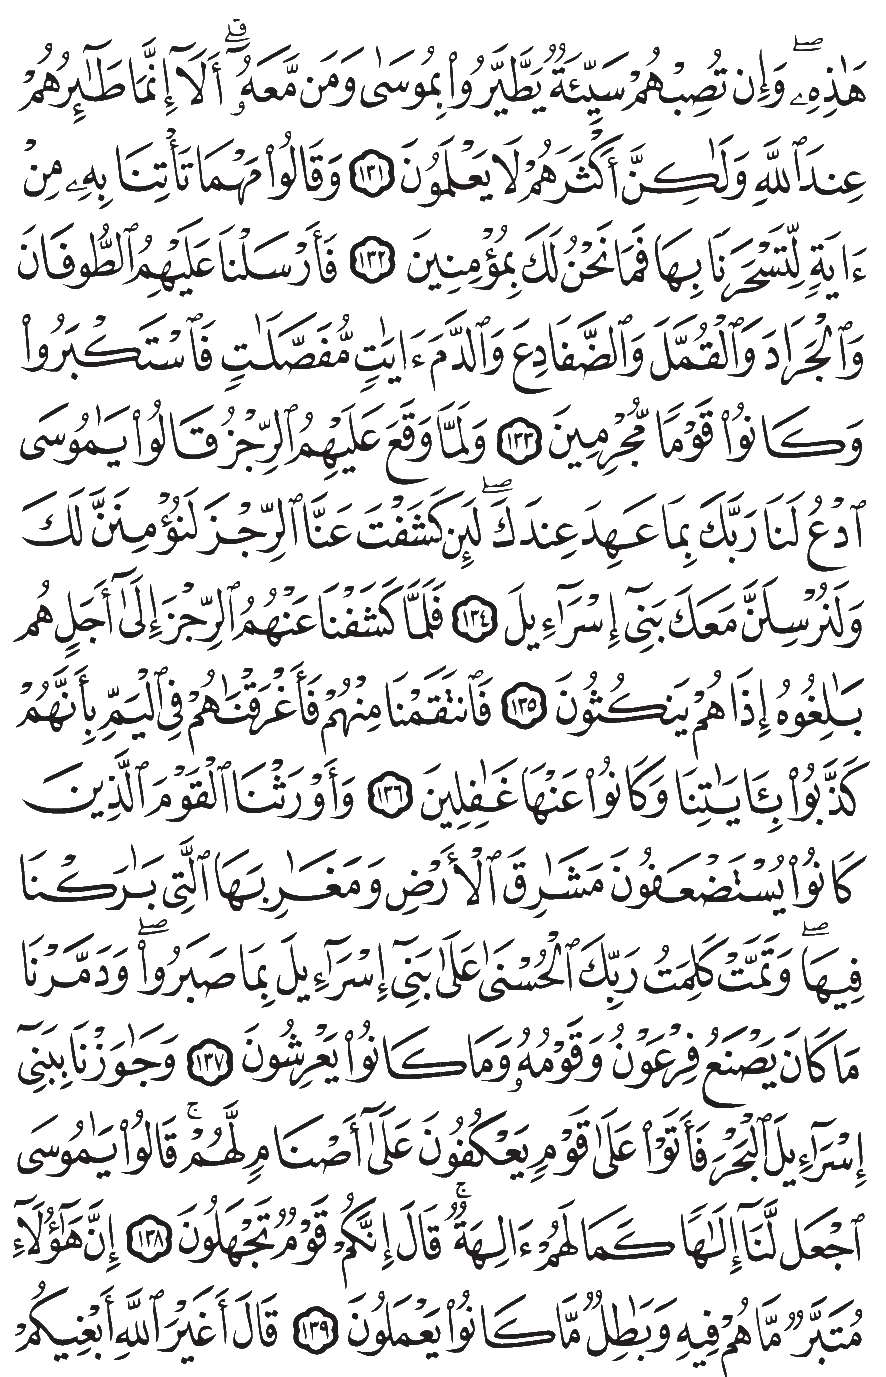 هَٰذِهِۦۖ وَإِن تُصِبْهُمْ سَيِّئَةٌ يَطَّيَّرُوا۟ بِمُوسَىٰ وَمَن مَّعَهُۥٓۗ أَلَآ إِنَّمَا طَٰٓئِرُهُمْ
عِندَ ٱللَّهِ وَلَٰكِنَّ أَكْثَرَهُمْ لَا يَعْلَمُونَ ١٣١ وَقَالُوا۟ مَهْمَا تَأْتِنَا بِهِۦ مِنْ
ءَايَةٍ لِّتَسْحَرَنَا بِهَا فَمَا نَحْنُ لَكَ بِمُؤْمِنِينَ ١٣٢ فَأَرْسَلْنَا عَلَيْهِمُ ٱلطُّوفَانَ
وَٱلْجَرَادَ وَٱلْقُمَّلَ وَٱلضَّفَادِعَ وَٱلدَّمَ ءَايَٰتٍ مُّفَصَّلَٰتٍ فَٱسْتَكْبَرُوا۟
وَكَانُوا۟ قَوْمًا مُّجْرِمِينَ ١٣٣ وَلَمَّا وَقَعَ عَلَيْهِمُ ٱلرِّجْزُ قَالُوا۟ يَٰمُوسَى
ٱدْعُ لَنَا رَبَّكَ بِمَا عَهِدَ عِندَكَۖ لَئِن كَشَفْتَ عَنَّا ٱلرِّجْزَ لَنُؤْمِنَنَّ لَكَ
وَلَنُرْسِلَنَّ مَعَكَ بَنِىٓ إِسْرَٰٓءِيلَ ١٣٤ فَلَمَّا كَشَفْنَا عَنْهُمُ ٱلرِّجْزَ إِلَىٰٓ أَجَلٍ هُم
بَٰلِغُوهُ إِذَا هُمْ يَنكُثُونَ ١٣٥ فَٱنتَقَمْنَا مِنْهُمْ فَأَغْرَقْنَٰهُمْ فِى ٱلْيَمِّ بِأَنَّهُمْ
كَذَّبُوا۟ بِـَٔايَٰتِنَا وَكَانُوا۟ عَنْهَا غَٰفِلِينَ ١٣٦ وَأَوْرَثْنَا ٱلْقَوْمَ ٱلَّذِينَ
كَانُوا۟ يُسْتَضْعَفُونَ مَشَٰرِقَ ٱلْأَرْضِ وَمَغَٰرِبَهَا ٱلَّتِى بَٰرَكْنَا
فِيهَاۖ وَتَمَّتْ كَلِمَتُ رَبِّكَ ٱلْحُسْنَىٰ عَلَىٰ بَنِىٓ إِسْرَٰٓءِيلَ بِمَا صَبَرُوا۟ۖ وَدَمَّرْنَا
مَا كَانَ يَصْنَعُ فِرْعَوْنُ وَقَوْمُهُۥ وَمَا كَانُوا۟ يَعْرِشُونَ ١٣٧ وَجَٰوَزْنَا بِبَنِىٓ
إِسْرَٰٓءِيلَ ٱلْبَحْرَ فَأَتَوْا۟ عَلَىٰ قَوْمٍ يَعْكُفُونَ عَلَىٰٓ أَصْنَامٍ لَّهُمْۚ قَالُوا۟ يَٰمُوسَى
ٱجْعَل لَّنَآ إِلَٰهًا كَمَا لَهُمْ ءَالِهَةٌۚ قَالَ إِنَّكُمْ قَوْمٌ تَجْهَلُونَ ١٣٨ إِنَّ هَٰٓؤُلَآءِ
مُتَبَّرٌ مَّا هُمْ فِيهِ وَبَٰطِلٌ مَّا كَانُوا۟ يَعْمَلُونَ ١٣٩ قَالَ أَغَيْرَ ٱللَّهِ أَبْغِيكُمْ